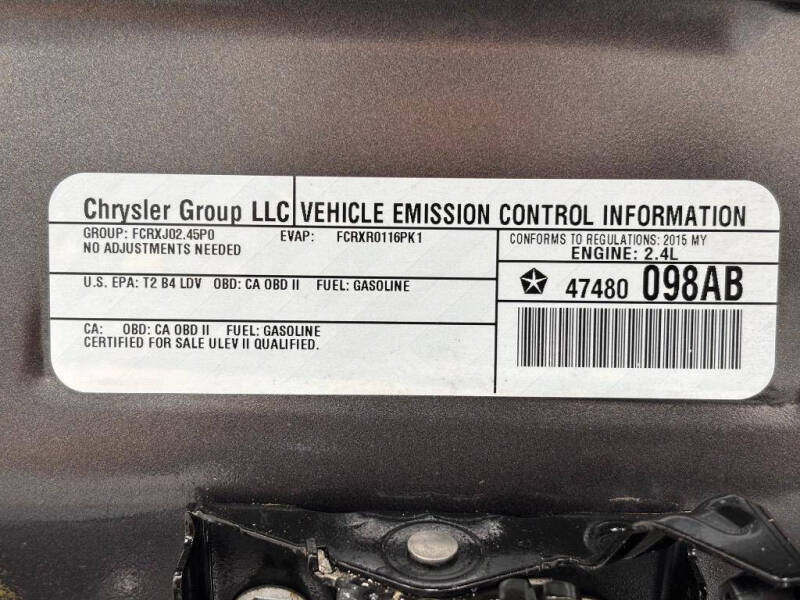 Chrysler Group LLC VEHICLE EMISSION CONTROL INFORMATION
GROUP: FCRXJ02.45P0 EVAP: FCRXR0116PK1
NO ADJUSTMENTS NEEDED
CONFORMS TO REGULATIONS: 2015 MY
ENGINE: 2.4L
U.S. EPA: T2 B4 LDV OBD: CA OBD II FUEL: GASOLINE
47480 098AB
CA: OBD: CA OBD II FUEL: GASOLINE
CERTIFIED FOR SALE ULEV II QUALIFIED.